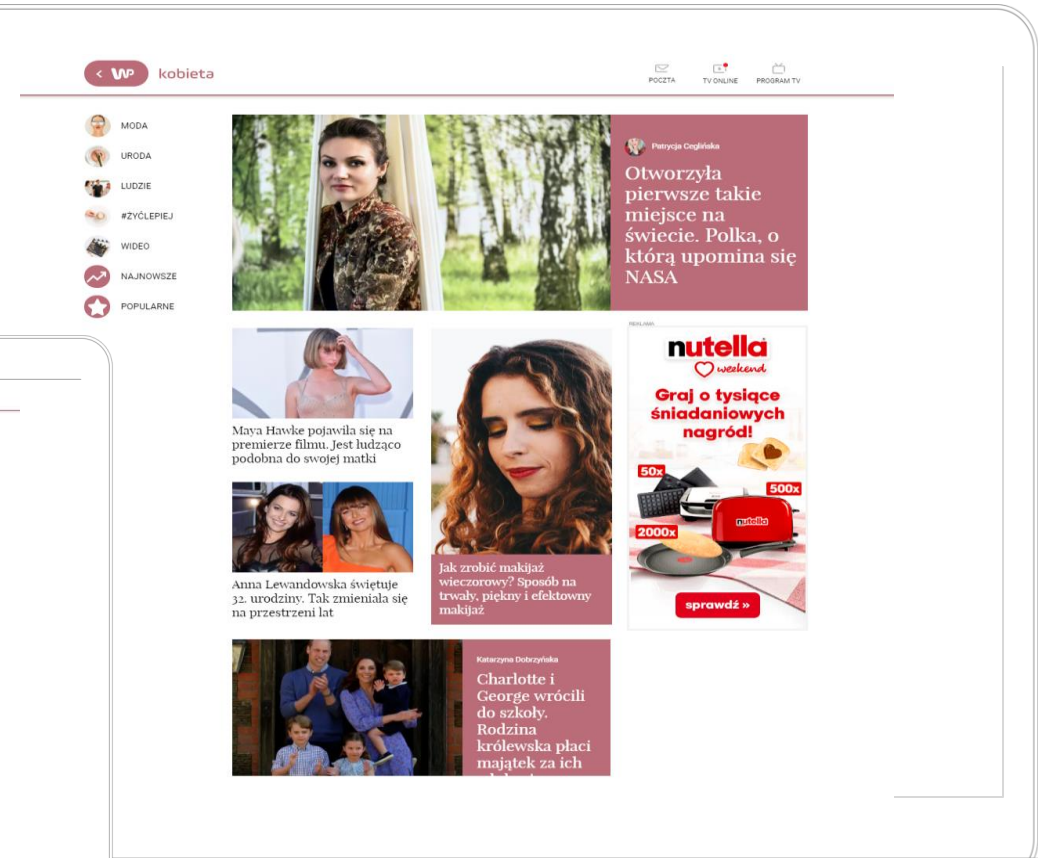 < WP kobieta
POCZTA
TV ONLINE
PROGRAM TV
MODA
URODA
LUDZIE
#ŻYĆLEPIEJ
WIDEO
NAJNOWSZE
POPULARNE
Patrycja Ceglińska
Otworzyła
pierwsze takie
miejsce na
świecie. Polka, o
którą upomina się
NASA
Maya Hawke pojawiła się na
premierze filmu. Jest łudząco
podobna do swojej matki
Anna Lewandowska świętuje
32. urodziny. Tak zmieniała się
na przestrzeni lat
Jak zrobić makijaż
wieczorowy? Sposób na
trwały, piękny i efektowny
makijaż
REKLAMA
nutella
weekend
Graj o tysiące
śniadaniowych
nagród!
50x
500x
nutella
2000x
sprawdź »
Katarzyna Dobrzyńska
Charlotte i
George wrócili
do szkoły.
Rodzina
królewska płaci
majątek za ich